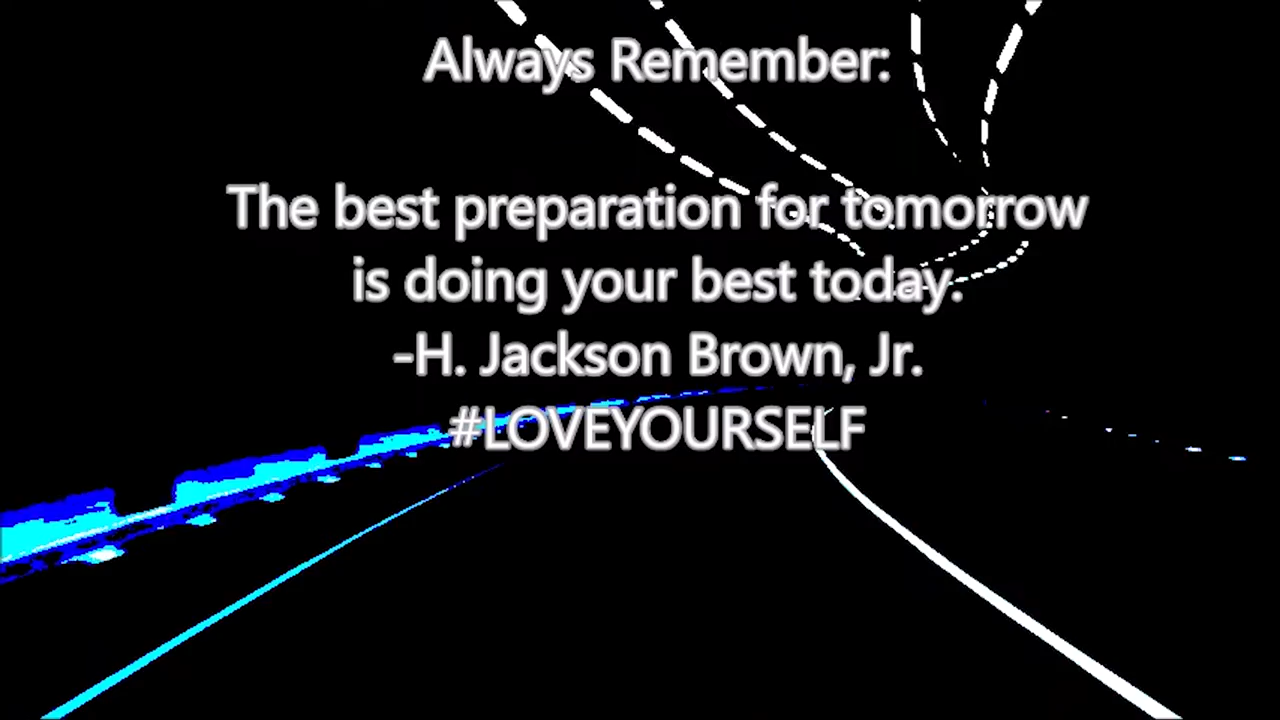 Always Remember:
The best preparation for tomorrow
is doing your best today.
-H. Jackson Brown, Jr.
#LOVEYOURSELF